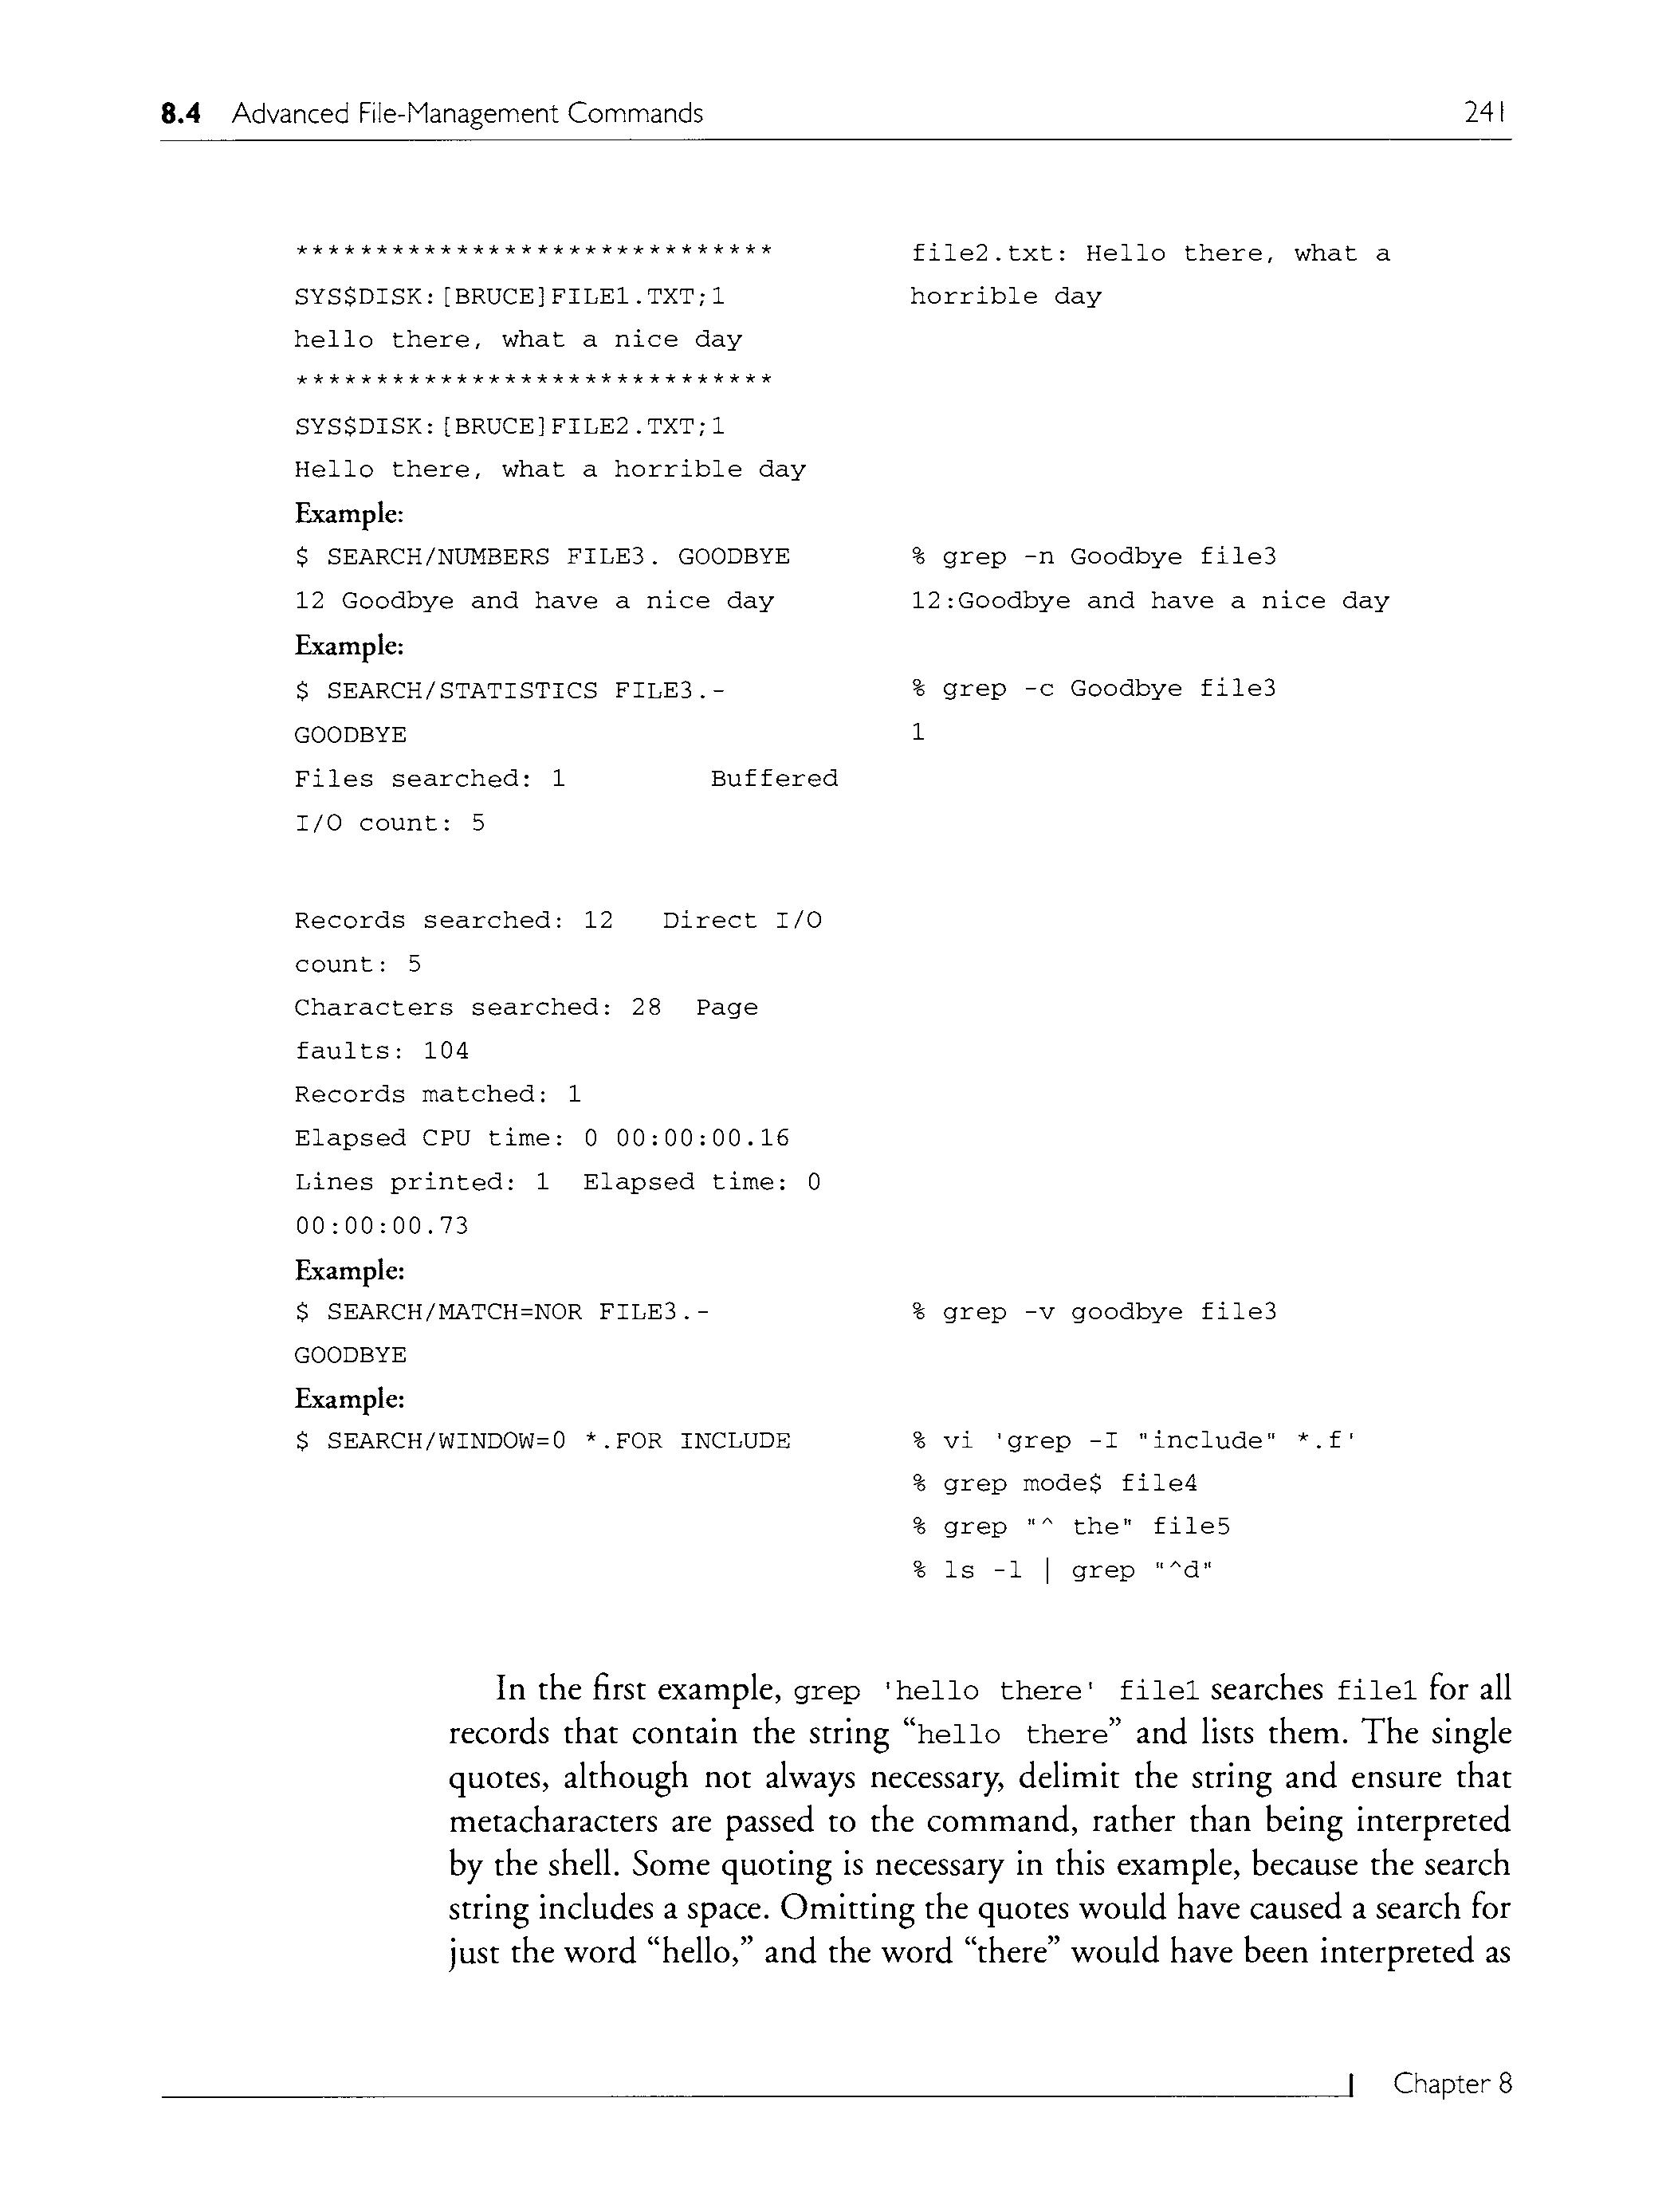 8.4 Advanced File-Management Commands 241
******************************
SYS$DISK:[BRUCE]FILE1.TXT;1
hello there, what a nice day
******************************
SYS$DISK:[BRUCE]FILE2.TXT;1
Hello there, what a horrible day
file2.txt: Hello there, what a
horrible day
Example:
$ SEARCH/NUMBERS FILE3. GOODBYE
12 Goodbye and have a nice day
% grep -n Goodbye file3
12:Goodbye and have a nice day
Example:
$ SEARCH/STATISTICS FILE3.-
GOODBYE
Files searched: 1 Buffered
I/O count: 5
Records searched: 12 Direct I/O
count: 5
Characters searched: 28 Page
faults: 104
Records matched: 1
Elapsed CPU time: 0 00:00:00.16
Lines printed: 1 Elapsed time: 0
00:00:00.73
% grep -c Goodbye file3
1
Example:
$ SEARCH/MATCH=NOR FILE3.-
GOODBYE
% grep -v goodbye file3
Example:
$ SEARCH/WINDOW=0 *.FOR INCLUDE
% vi 'grep -I "include" *.f'
% grep mode$ file4
% grep "^ the" file5
% ls -l | grep "^d"
In the first example, grep 'hello there' file1 searches file1 for all
records that contain the string “hello there” and lists them. The single
quotes, although not always necessary, delimit the string and ensure that
metacharacters are passed to the command, rather than being interpreted
by the shell. Some quoting is necessary in this example, because the search
string includes a space. Omitting the quotes would have caused a search for
just the word “hello,” and the word “there” would have been interpreted as
Chapter 8